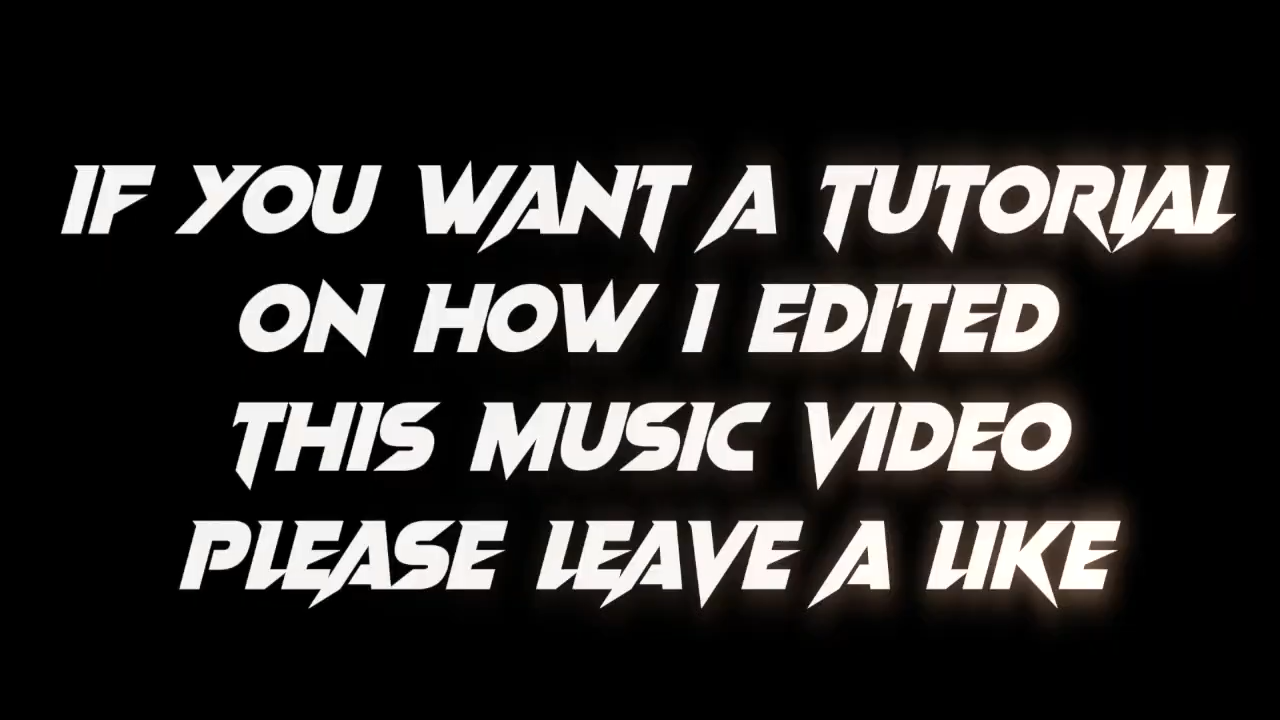 IF YOU WANT A TUTORIAL
ON HOW I EDITED
THIS MUSIC VIDEO
PLEASE LEAVE A LIKE